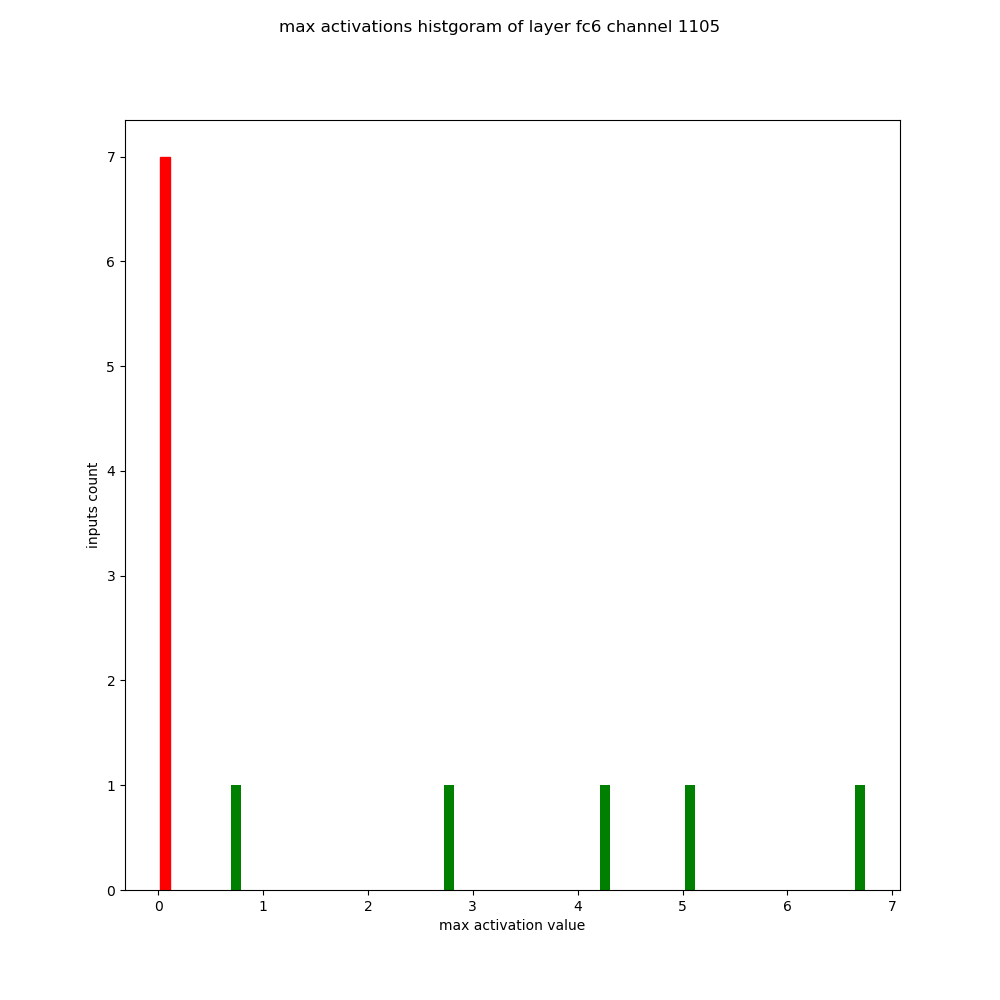 max activations histgoram of layer fc6 channel 1105
7
6
5
4
3
2
1
0
inputs count
0 1 2 3 4 5 6 7
max activation value